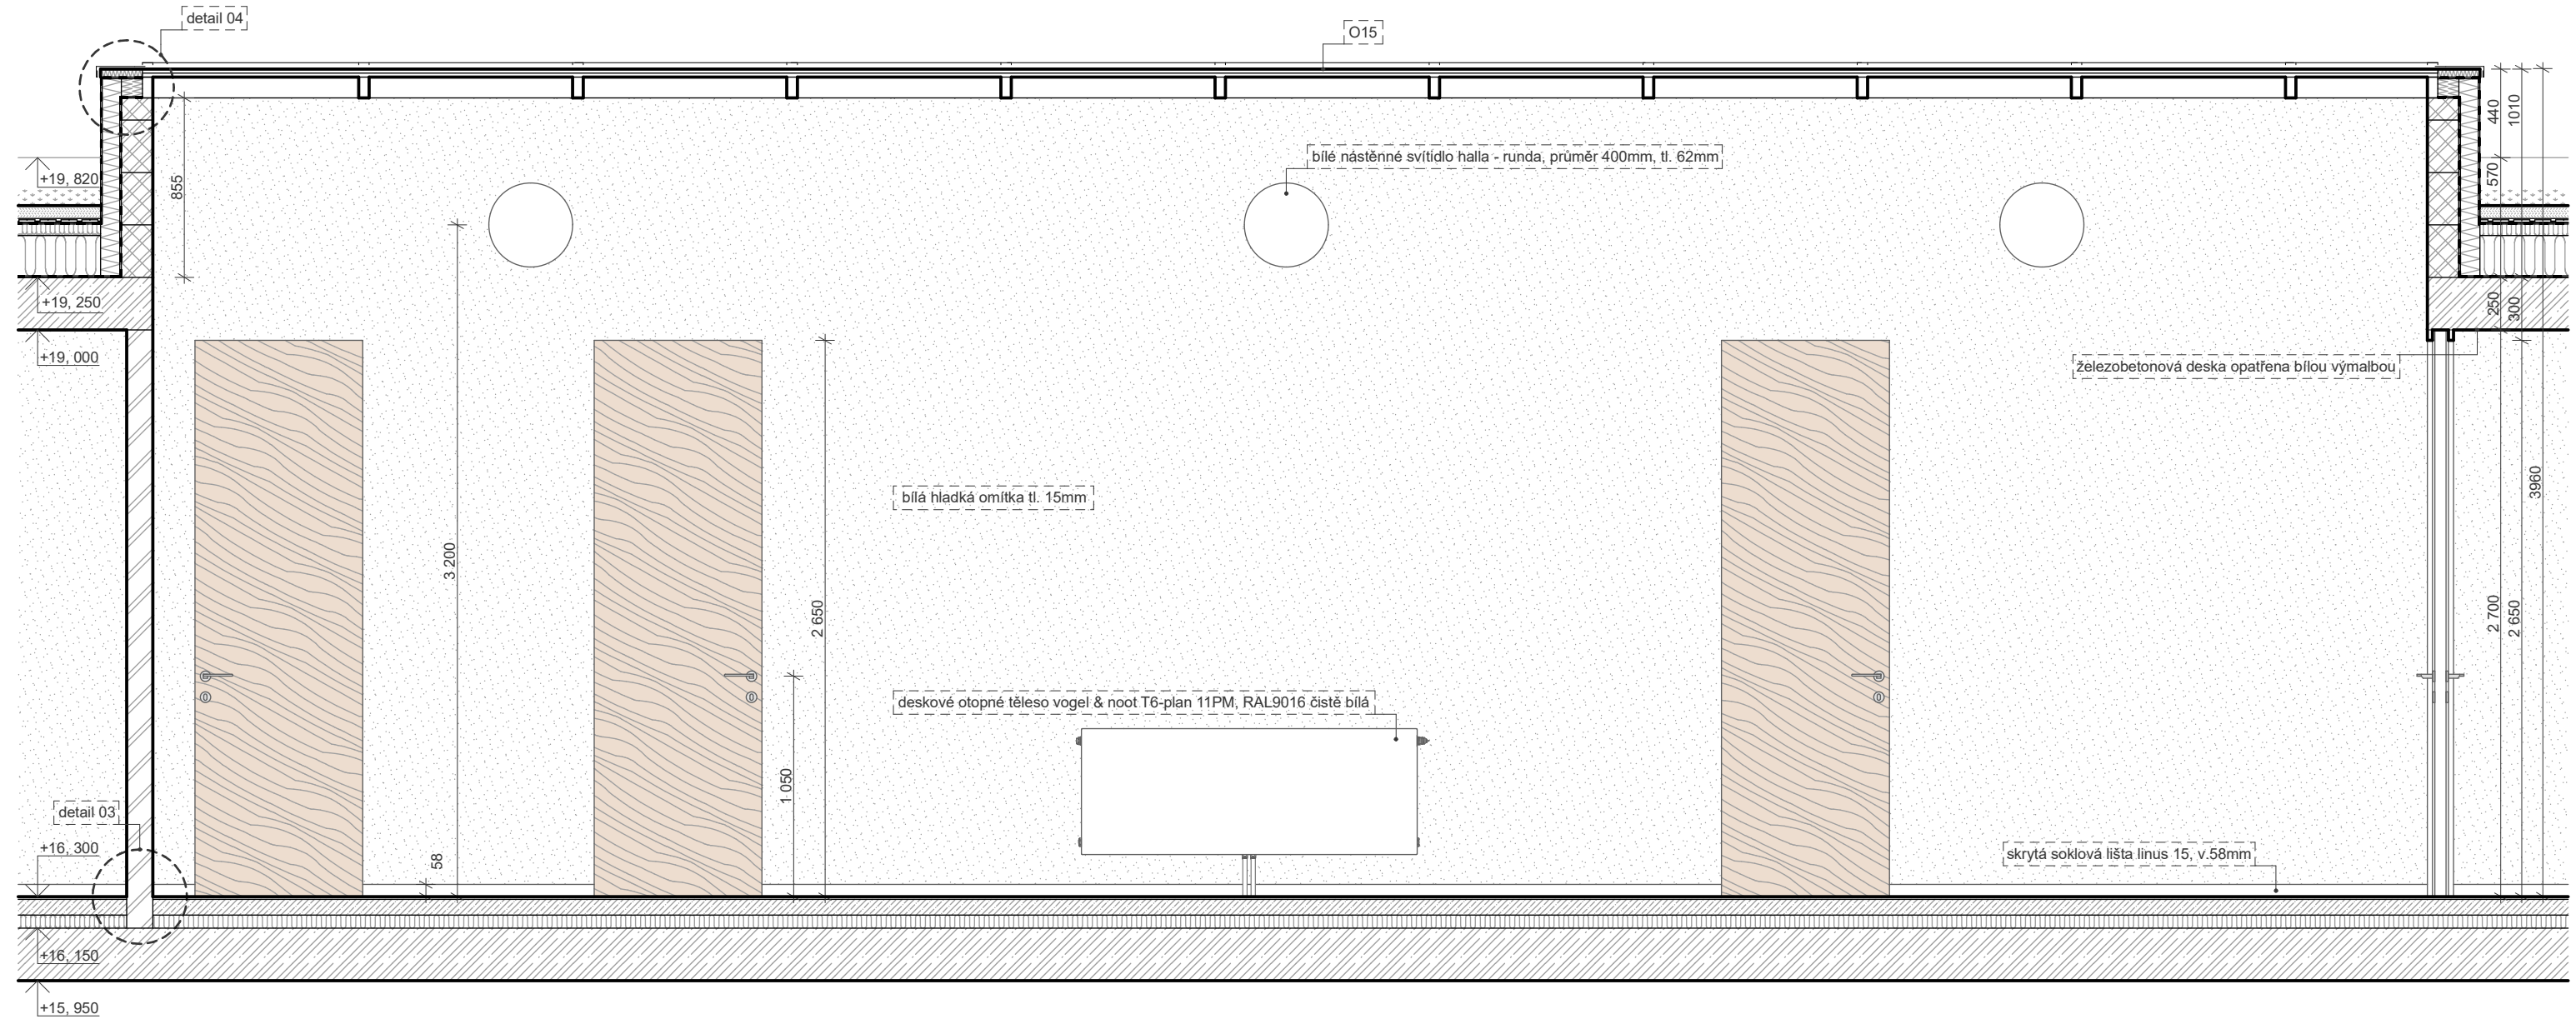 detail 04
O15
440
1010
bílé nástěnné svítidlo halla - runda, průměr 400mm, tl. 62mm
+19, 820
855
570
+19, 250
250
300
+19, 000
železobetonová deska opatřena bílou výmalbou
3960
bílá hladká omítka tl. 15mm
3 200
2 650
2 700
2 650
deskové otopné těleso vogel & noot T6-plan 11PM, RAL9016 čistě bílá
1 050
detail 03
+16, 300
58
skrytá soklová lišta linus 15, v.58mm
+16, 150
+15, 950